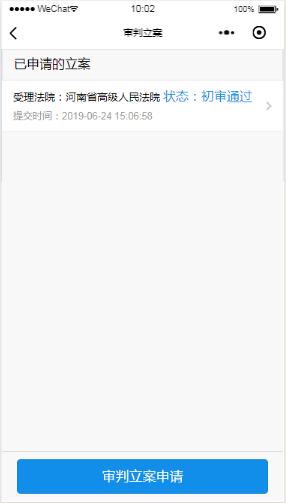 ●●●●● WeChat 10:02 100%
审判立案
已申请的立案
受理法院：河南省高级人民法院 状态：初审通过
提交时间：2019-06-24 15:06:58
审判立案申请